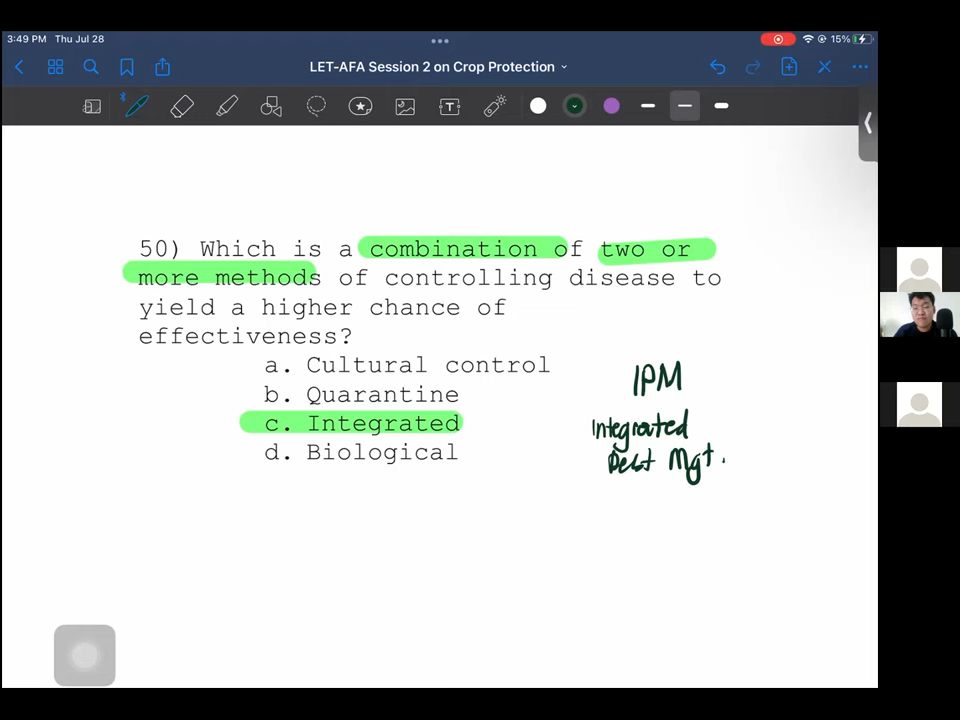 3:49 PM Thu Jul 28
15%
LET-AFA Session 2 on Crop Protection
T
50) Which is a combination of two or
more methods of controlling disease to
yield a higher chance of
effectiveness?
a. Cultural control
b. Quarantine
c. Integrated
d. Biological
IPM
Integrated
Pest Mgt.